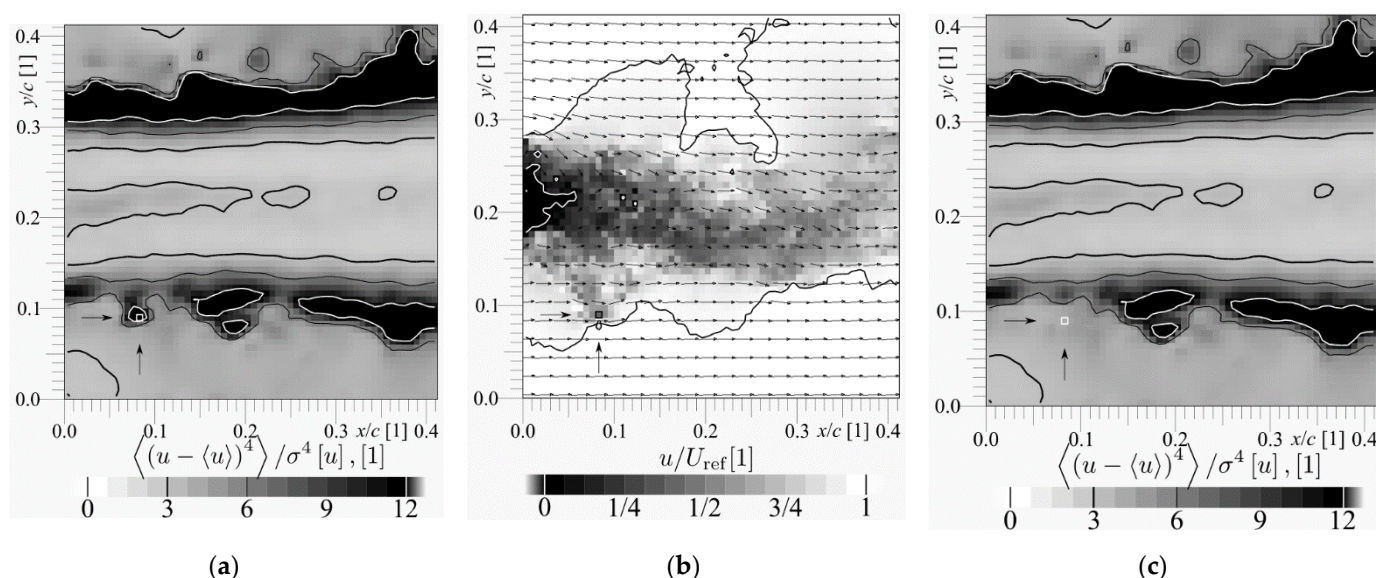 0.4
y/c [1]
0.3
0.2
0.1
0.0
0.0 0.1 0.2 0.3 x/c [1] 0.4
⟨(u − ⟨u⟩)⁴⟩ / σ⁴ [u] , [1]
0 3 6 9 12
(a)
0.4
y/c [1]
0.3
0.2
0.1
0.0
0.0 0.1 0.2 0.3 x/c [1] 0.4
u/U_ref [1]
0 1/4 1/2 3/4 1
(b)
0.4
y/c [1]
0.3
0.2
0.1
0.0
0.0 0.1 0.2 0.3 x/c [1] 0.4
⟨(u − ⟨u⟩)⁴⟩ / σ⁴ [u] , [1]
0 3 6 9 12
(c)